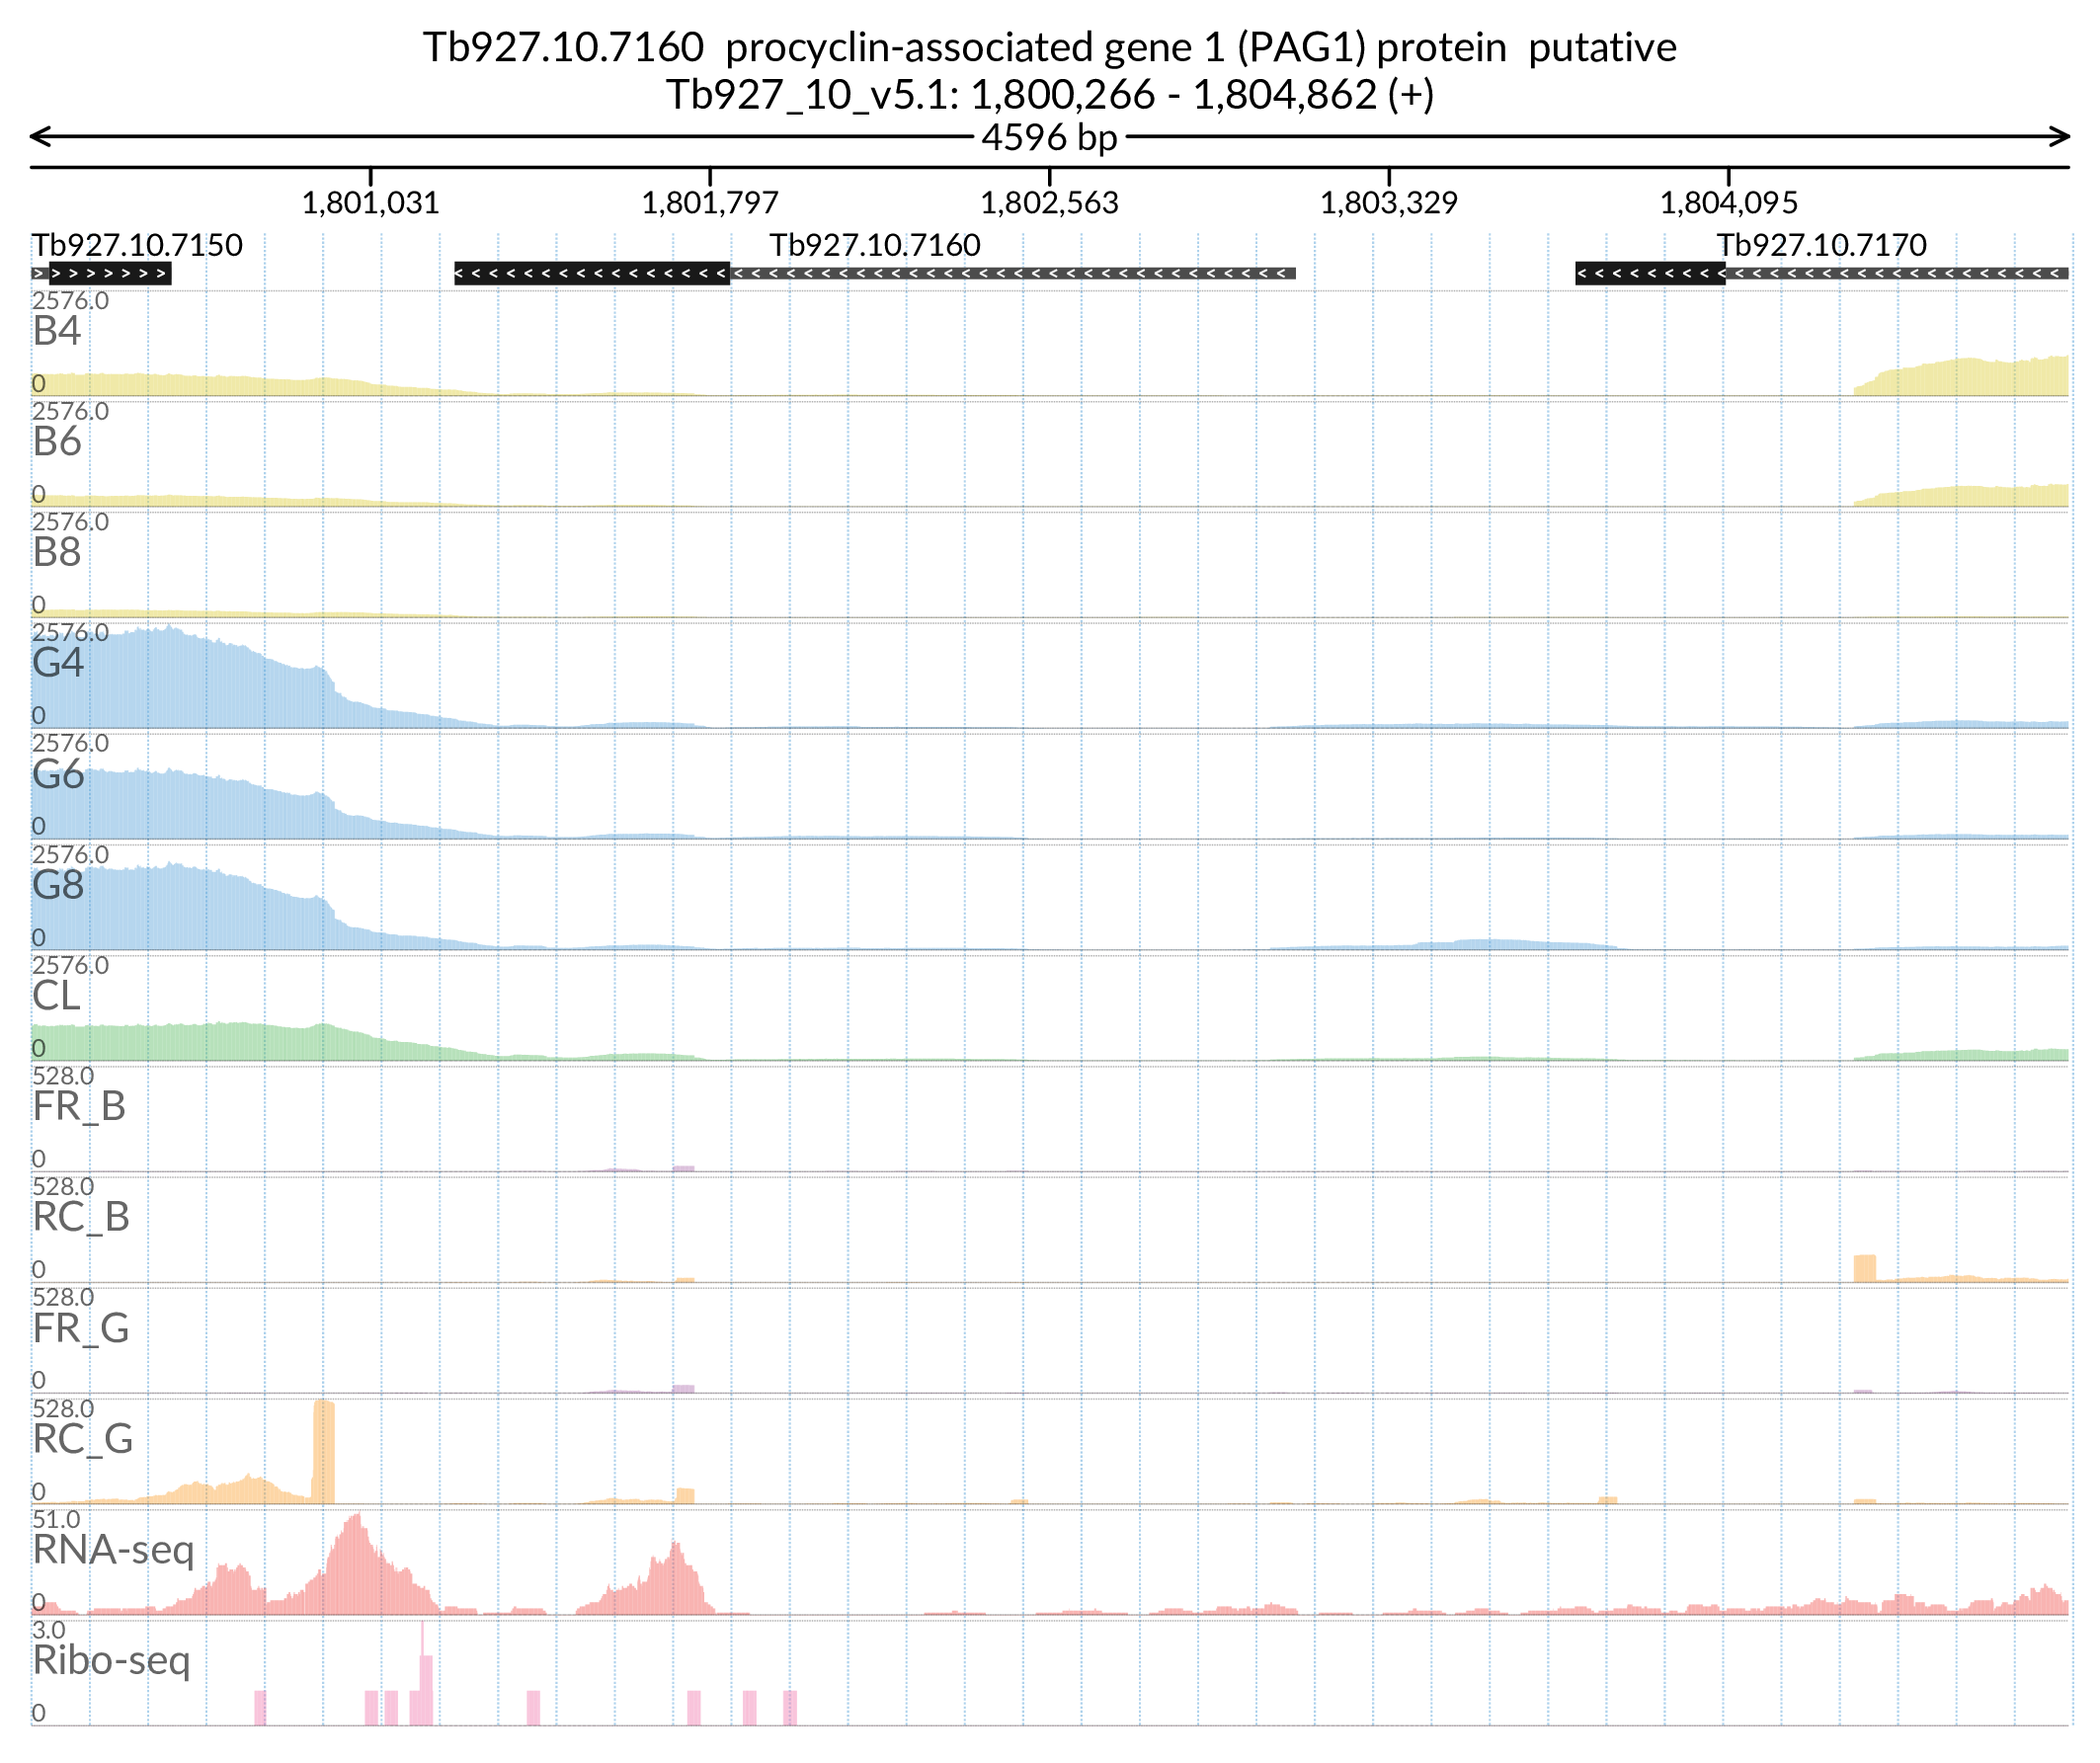 Tb927.10.7160  procyclin-associated gene 1 (PAG1) protein  putative
Tb927_10_v5.1: 1,800,266 - 1,804,862 (+)
4596 bp
1,801,031 1,801,797 1,802,563 1,803,329 1,804,095
Tb927.10.7150 Tb927.10.7160 Tb927.10.7170
2576.0
B4
0
2576.0
B6
0
2576.0
B8
0
2576.0
G4
0
2576.0
G6
0
2576.0
G8
0
2576.0
CL
0
528.0
FR_B
0
528.0
RC_B
0
528.0
FR_G
0
528.0
RC_G
0
51.0
RNA-seq
0
3.0
Ribo-seq
0